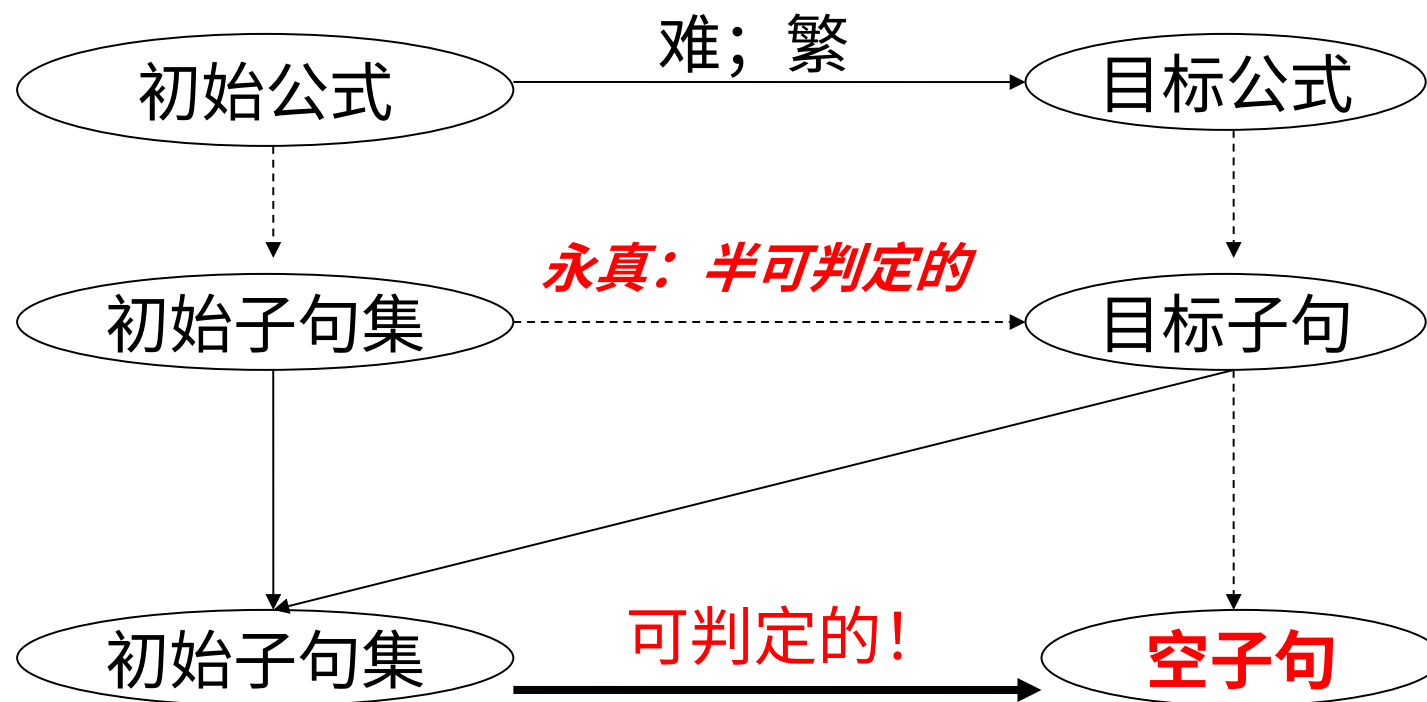 难；繁
初始公式
目标公式
永真：半可判定的
初始子句集
目标子句
可判定的！
初始子句集
空子句